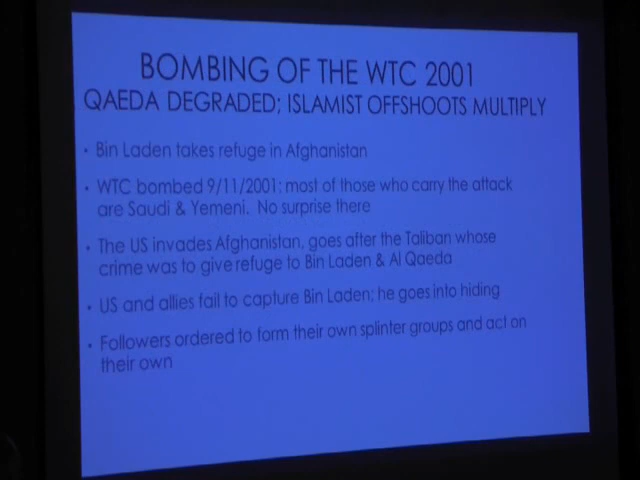 BOMBING OF THE WTC 2001
QAEDA DEGRADED; ISLAMIST OFFSHOOTS MULTIPLY
• Bin Laden takes refuge in Afghanistan
• WTC bombed 9/11/2001; most of those who carry the attack
are Saudi & Yemeni. No surprise there
• The US invades Afghanistan, goes after the Taliban whose
crime was to give refuge to Bin Laden & Al Qaeda
• US and allies fail to capture Bin Laden; he goes into hiding
• Followers ordered to form their own splinter groups and act on
their own